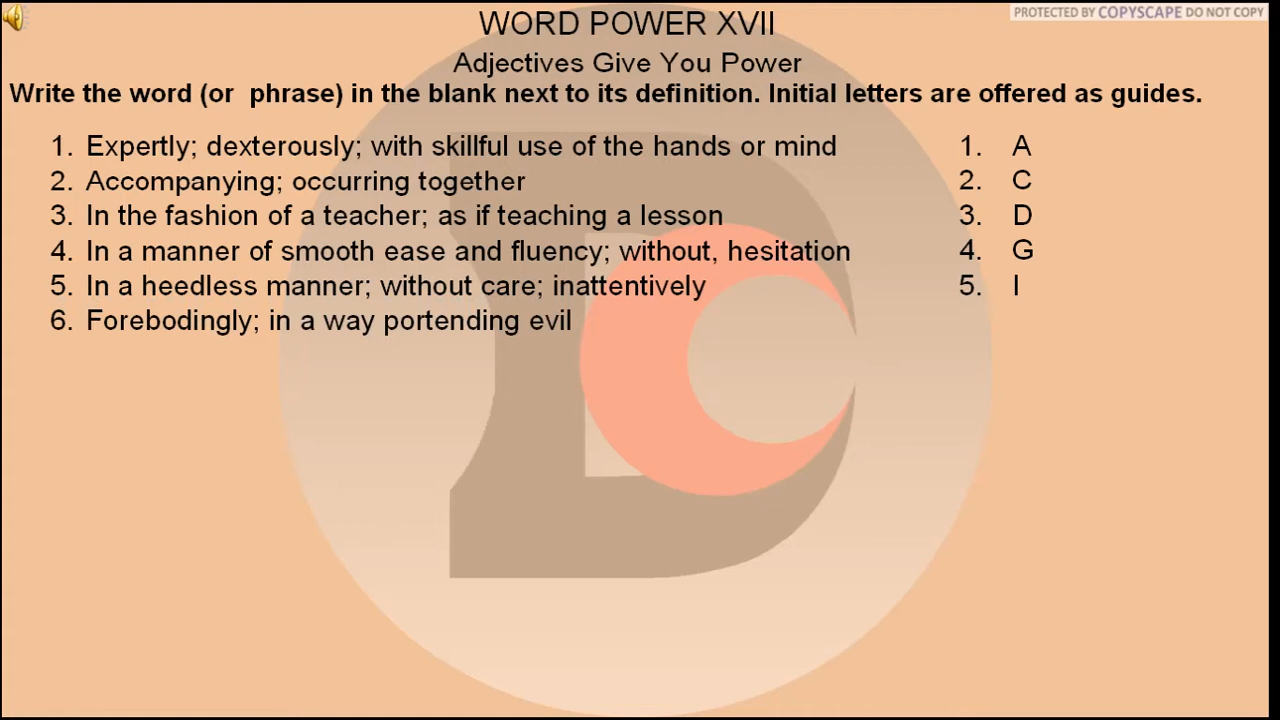 WORD POWER XVII
PROTECTED BY COPYSCAPE DO NOT COPY
Adjectives Give You Power
Write the word (or phrase) in the blank next to its definition. Initial letters are offered as guides.
1. Expertly; dexterously; with skillful use of the hands or mind 1. A
2. Accompanying; occurring together 2. C
3. In the fashion of a teacher; as if teaching a lesson 3. D
4. In a manner of smooth ease and fluency; without, hesitation 4. G
5. In a heedless manner; without care; inattentively 5. I
6. Forebodingly; in a way portending evil